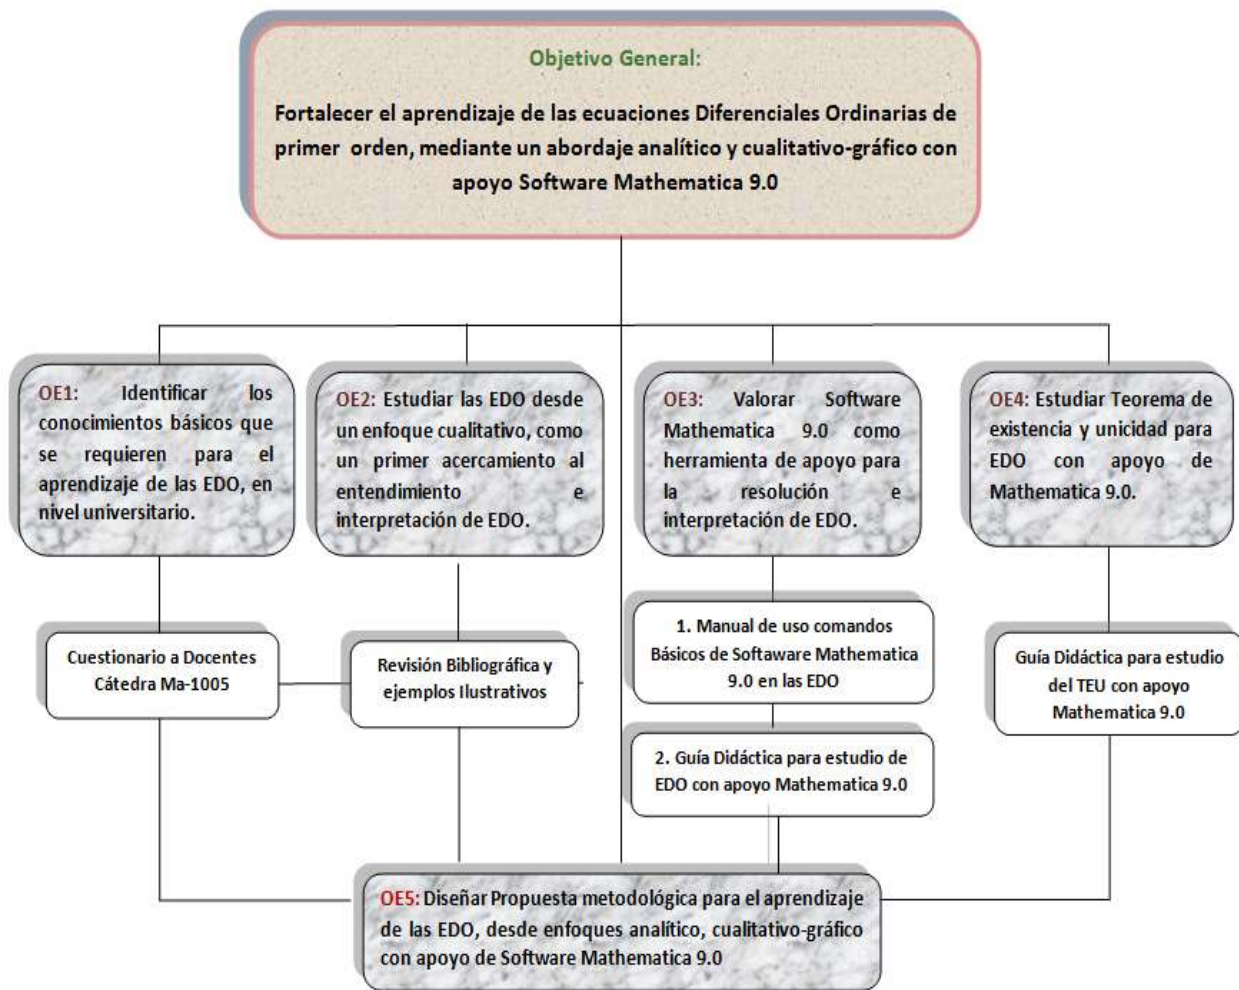 Objetivo General:
Fortalecer el aprendizaje de las ecuaciones Diferenciales Ordinarias de
primer orden, mediante un abordaje analítico y cualitativo-gráfico con
apoyo Software Mathematica 9.0
OE1: Identificar los
conocimientos básicos que
se requieren para el
aprendizaje de las EDO, en
nivel universitario.
OE2: Estudiar las EDO desde
un enfoque cualitativo, como
un primer acercamiento al
entendimiento e
interpretación de EDO.
OE3: Valorar Software
Mathematica 9.0 como
herramienta de apoyo para
la resolución e
interpretación de EDO.
OE4: Estudiar Teorema de
existencia y unicidad para
EDO con apoyo de
Mathematica 9.0.
Cuestionario a Docentes
Cátedra Ma-1005
Revisión Bibliográfica y
ejemplos Ilustrativos
1. Manual de uso comandos
Básicos de Softaware Mathematica
9.0 en las EDO
2. Guía Didáctica para estudio de
EDO con apoyo Mathematica 9.0
Guía Didáctica para estudio
del TEU con apoyo
Mathematica 9.0
OE5: Diseñar Propuesta metodológica para el aprendizaje
de las EDO, desde enfoques analítico, cualitativo-gráfico
con apoyo de Software Mathematica 9.0